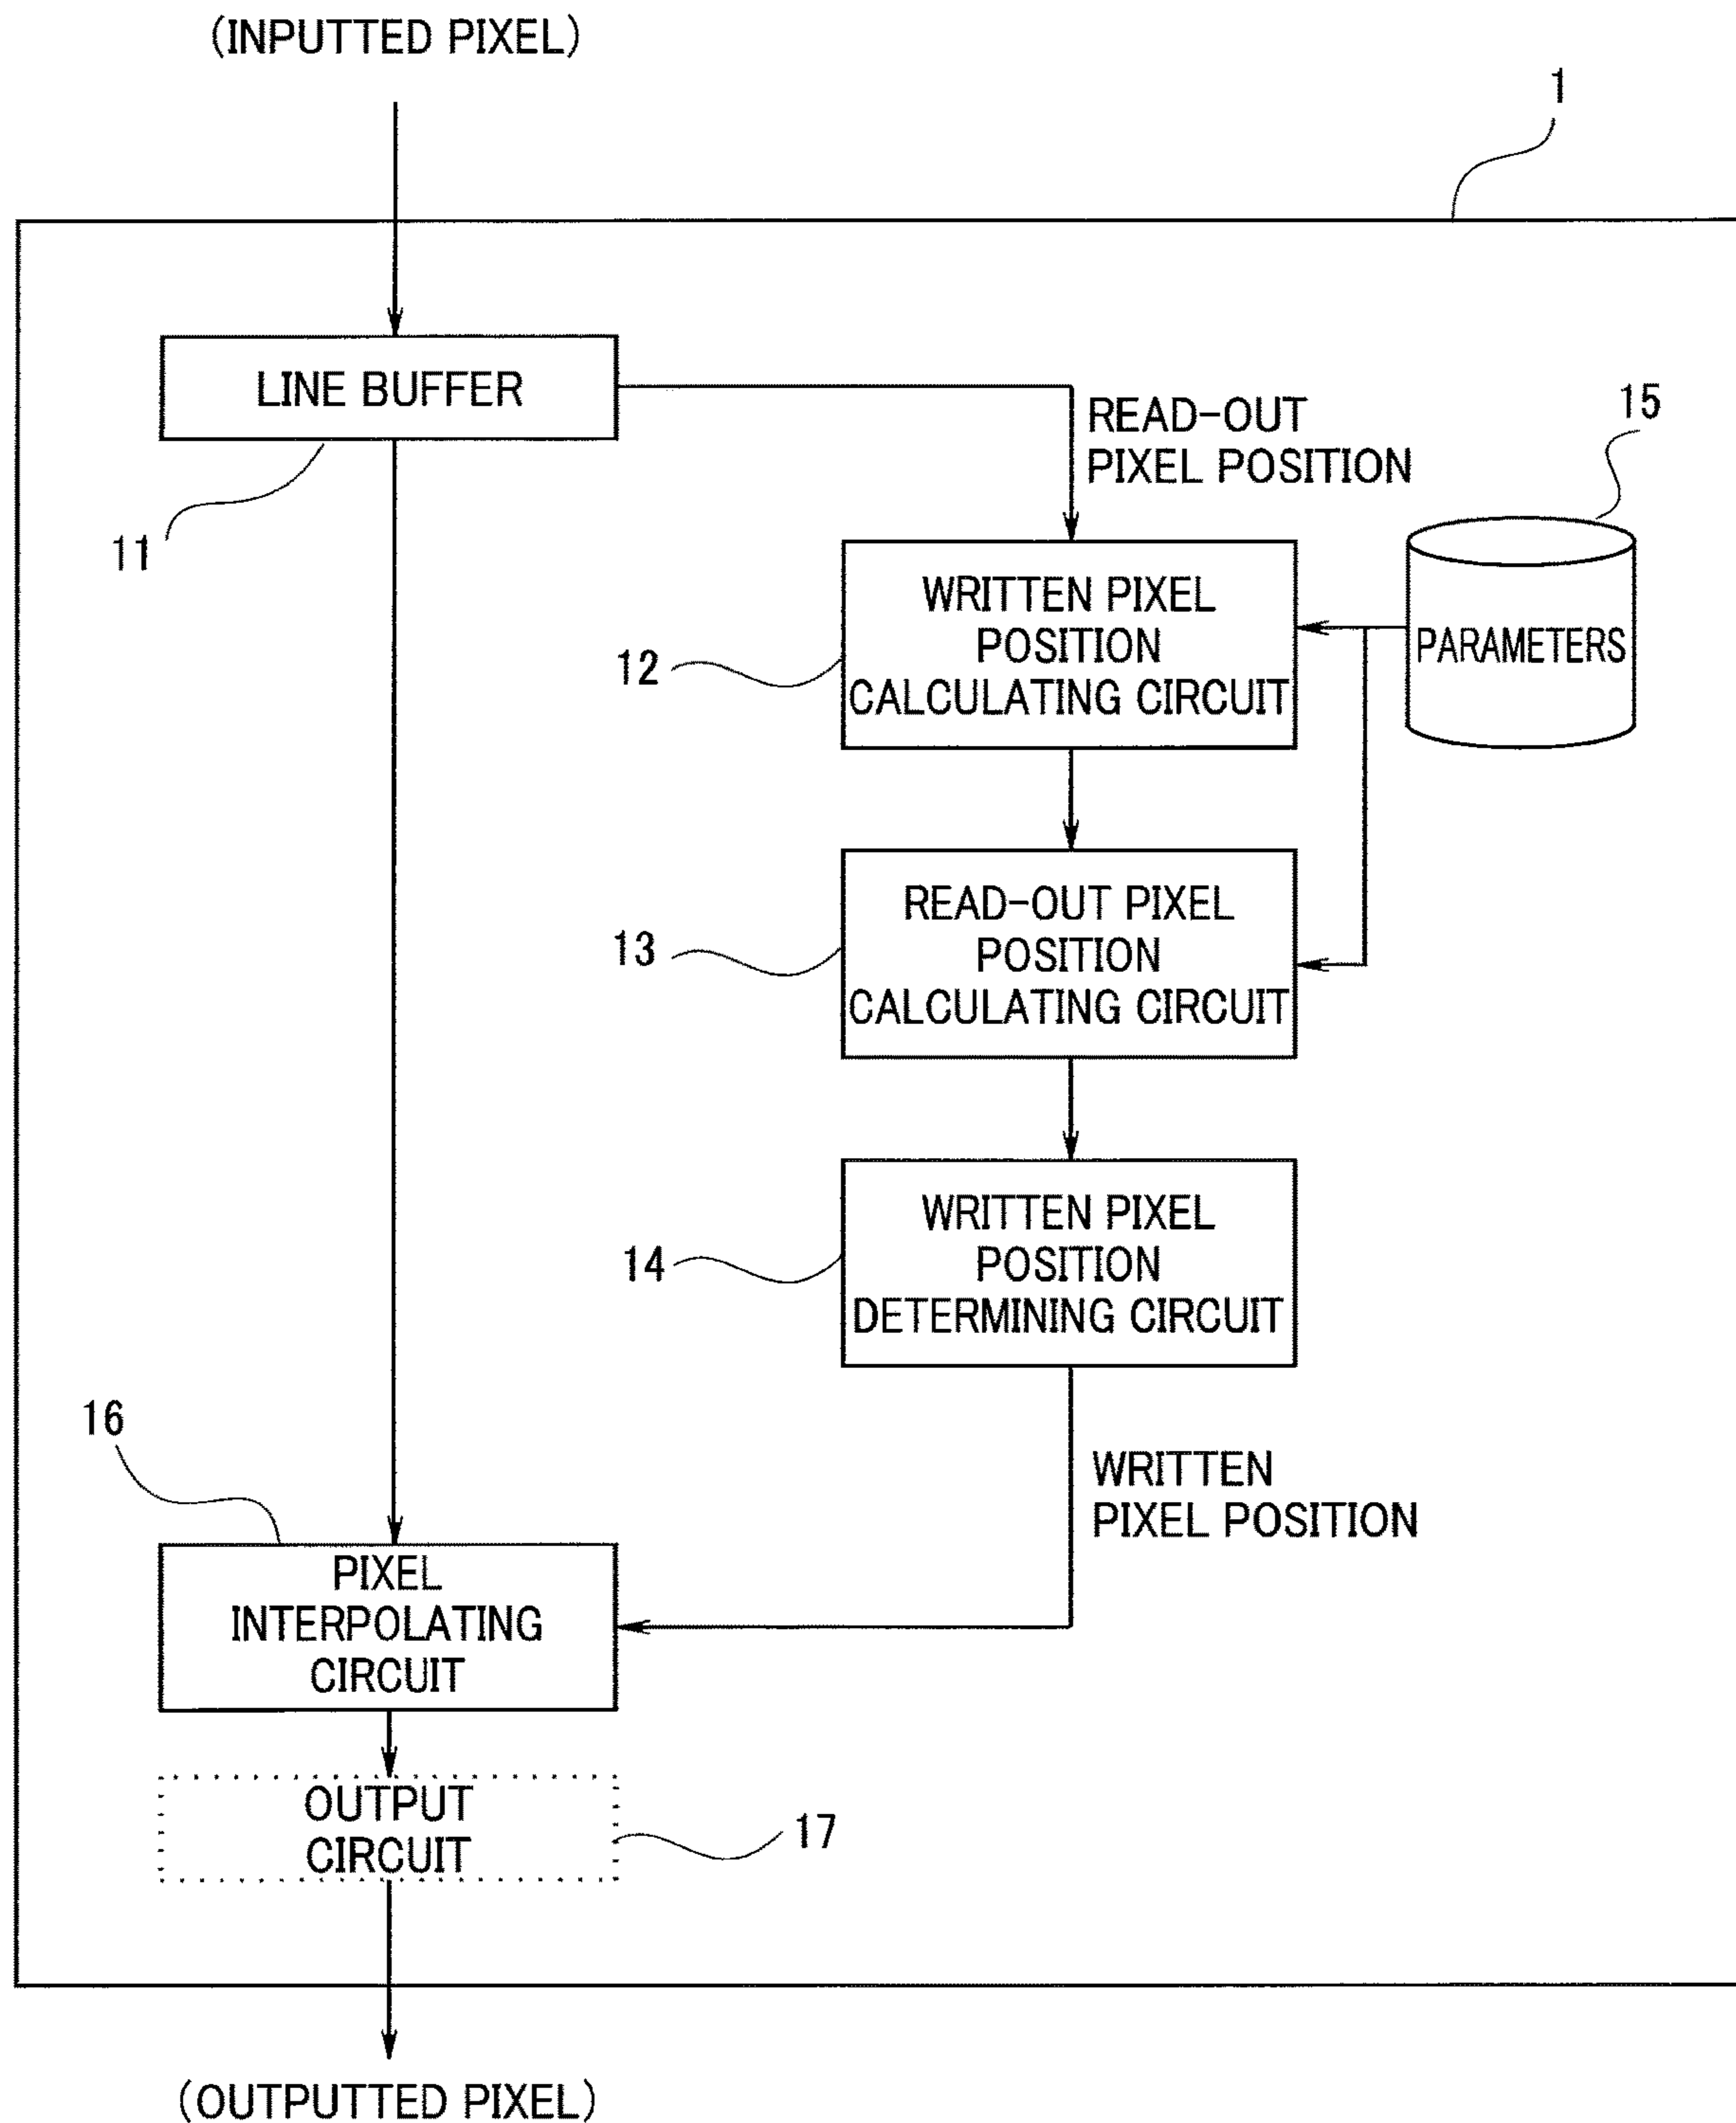 (INPUTTED PIXEL)
1
LINE BUFFER
11
READ-OUT
PIXEL POSITION
15
WRITTEN PIXEL
POSITION
CALCULATING CIRCUIT
12
PARAMETERS
READ-OUT PIXEL
POSITION
CALCULATING CIRCUIT
13
WRITTEN PIXEL
POSITION
DETERMINING CIRCUIT
14
WRITTEN
PIXEL POSITION
16
PIXEL
INTERPOLATING
CIRCUIT
OUTPUT
CIRCUIT
17
(OUTPUTTED PIXEL)